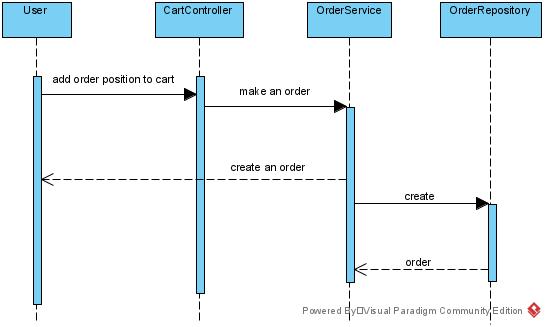 User
CartController
OrderService
OrderRepository
add order position to cart
make an order
create an order
create
order
Powered By Visual Paradigm Community Edition